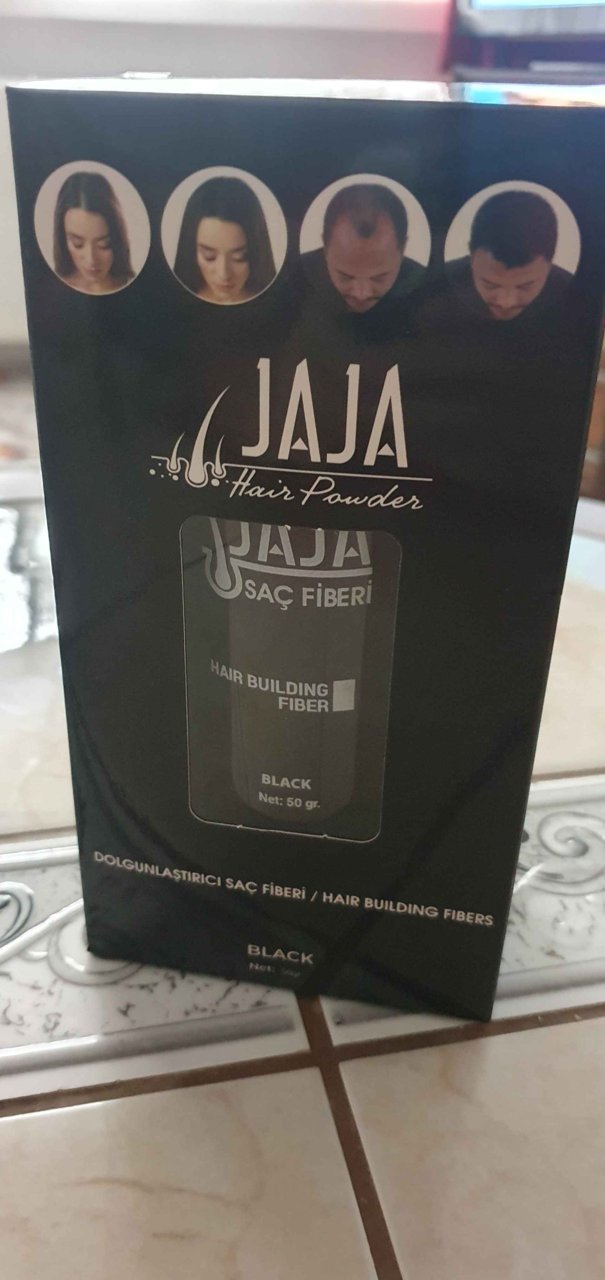 JAJA
Hair Powder
JAJA
SAÇ FİBERİ
HAIR BUILDING
FIBER
BLACK
Net: 50 gr.
DOLGUNLAŞTIRICI SAÇ FİBERİ / HAIR BUILDING FIBERS
BLACK
Net: